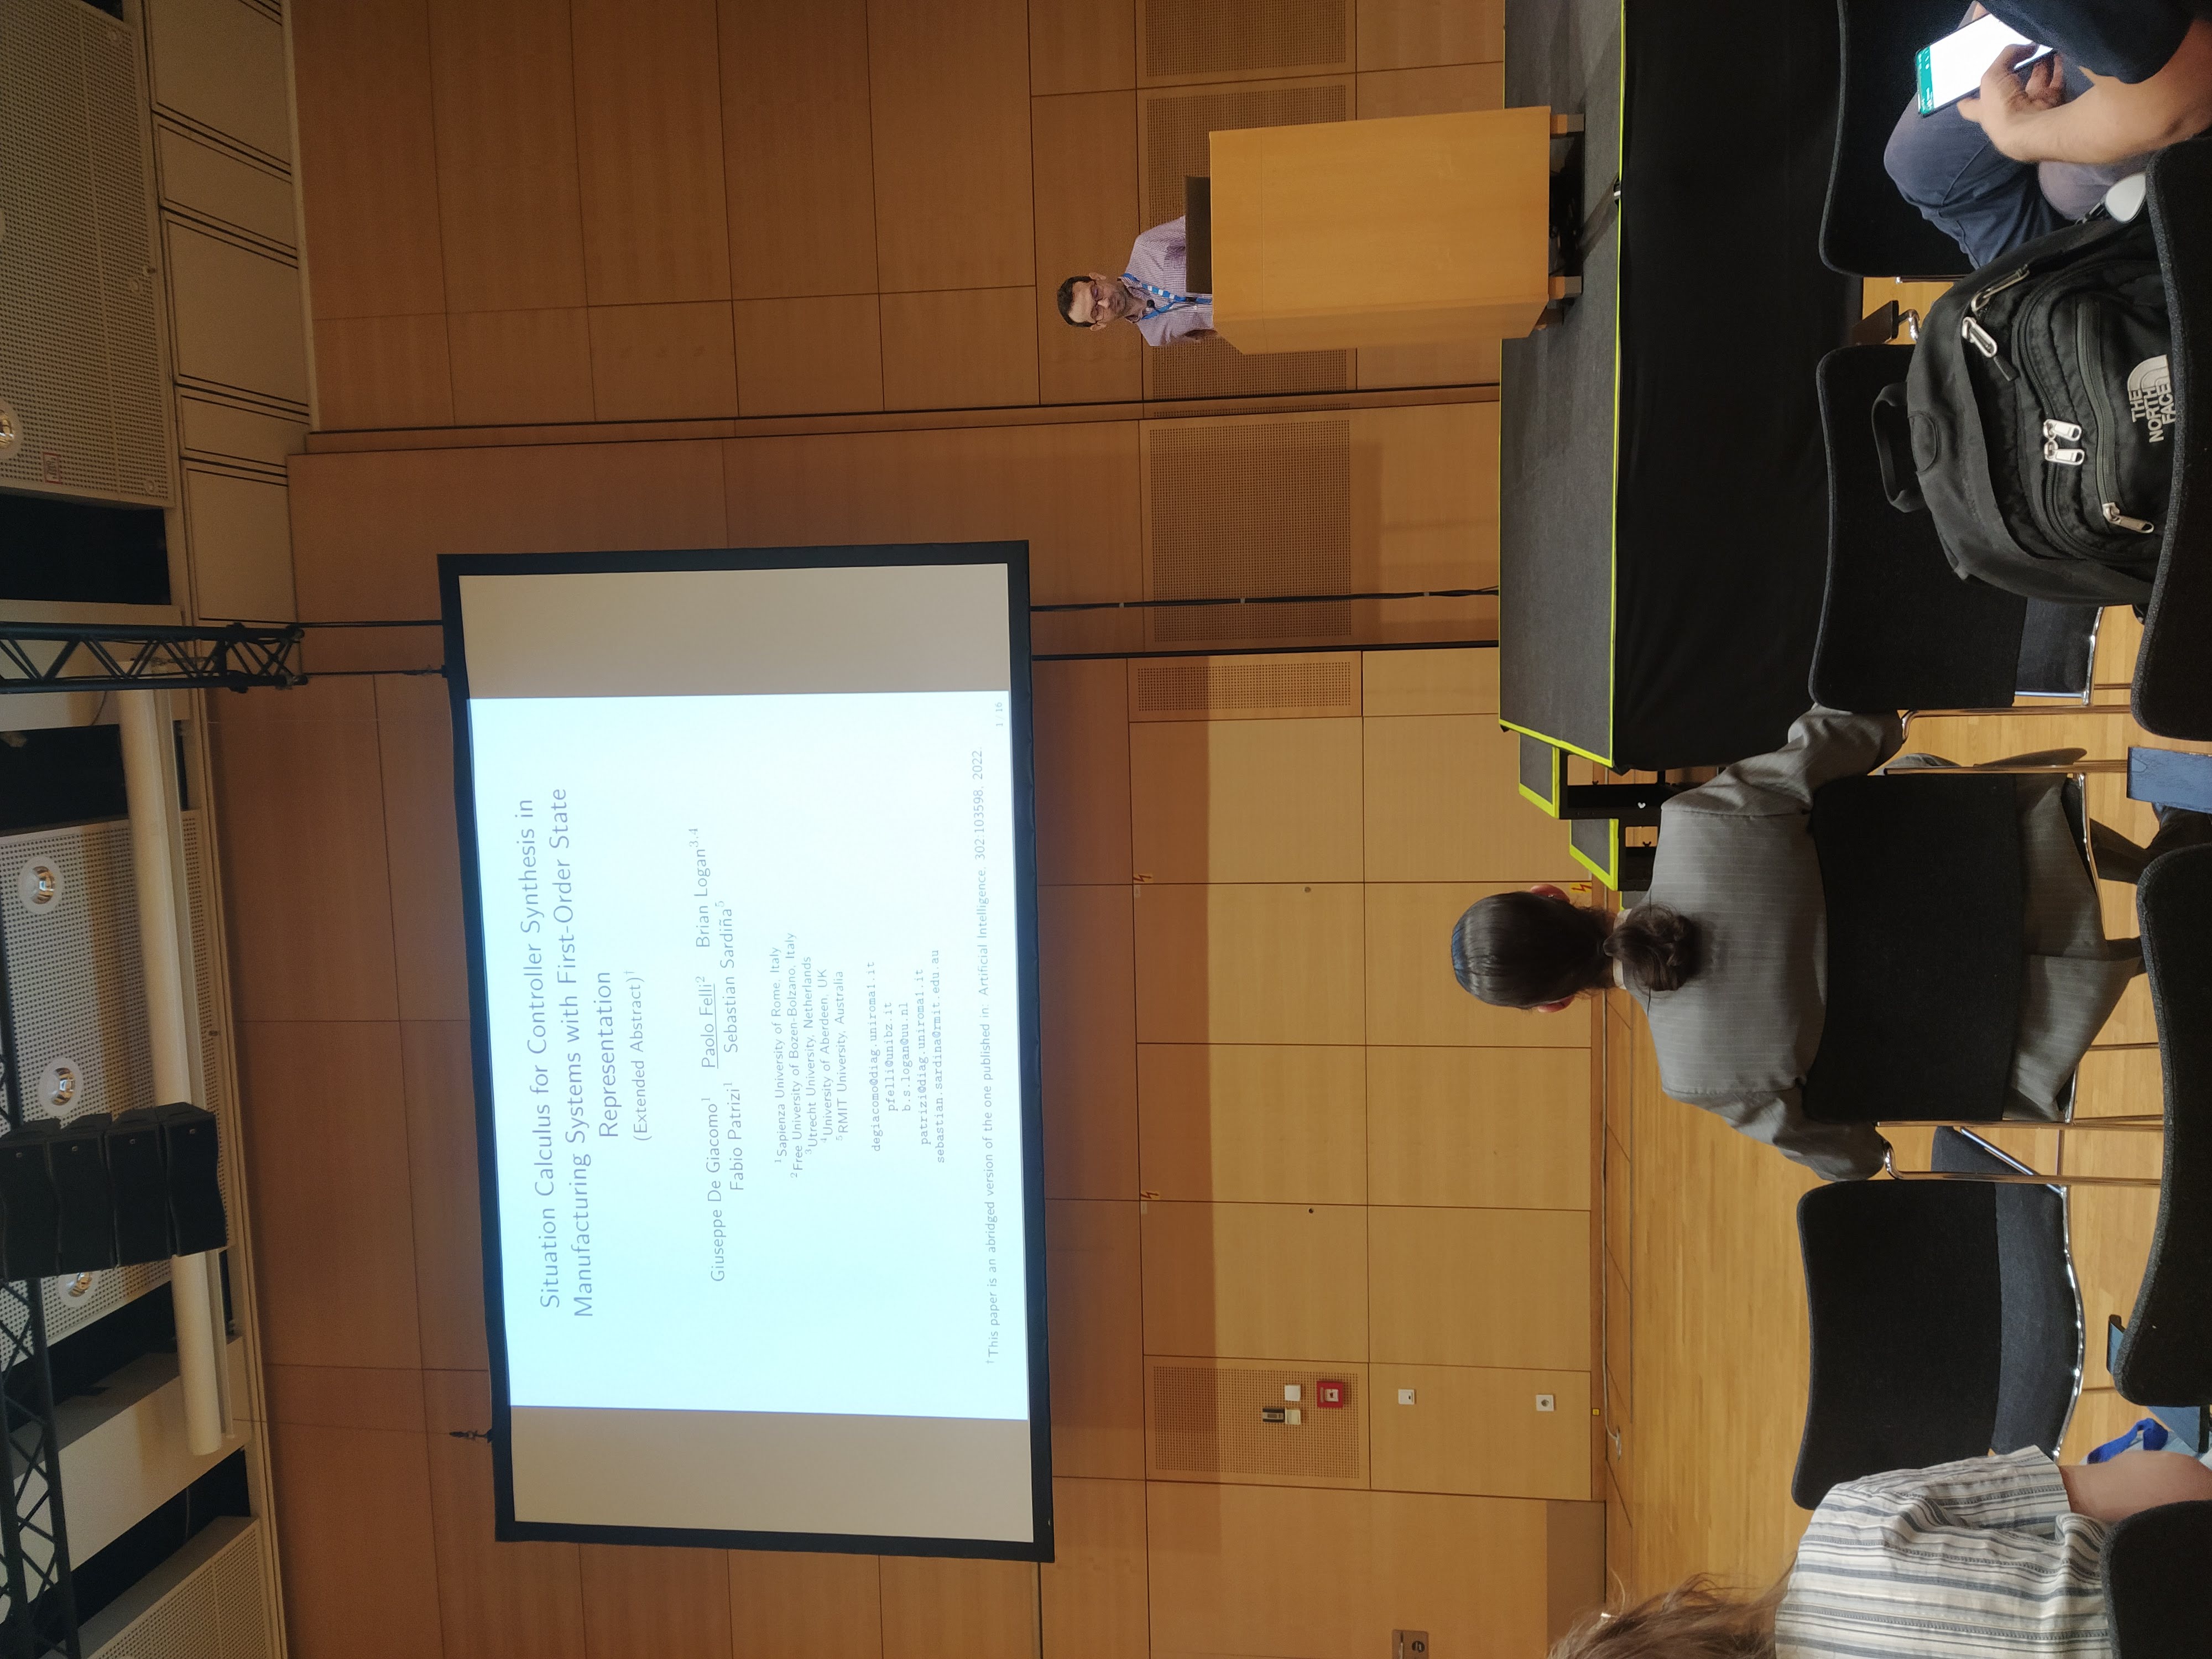 Situation Calculus for Controller Synthesis in
Manufacturing Systems with First-Order State
Representation
(Extended Abstract)†
Giuseppe De Giacomo1 Paolo Felli2 Brian Logan3,4
Fabio Patrizi1 Sebastian Sardiña5
1Sapienza University of Rome, Italy
2Free University of Bozen-Bolzano, Italy
3Utrecht University, Netherlands
4University of Aberdeen, UK
5RMIT University, Australia
degiacomo@diag.uniroma1.it
pfelli@unibz.it
b.s.logan@uu.nl
patrizi@diag.uniroma1.it
sebastian.sardina@rmit.edu.au
†This paper is an abridged version of the one published in: Artificial Intelligence, 302:103598, 2022.
1 / 16
THE
NORTH
FACE